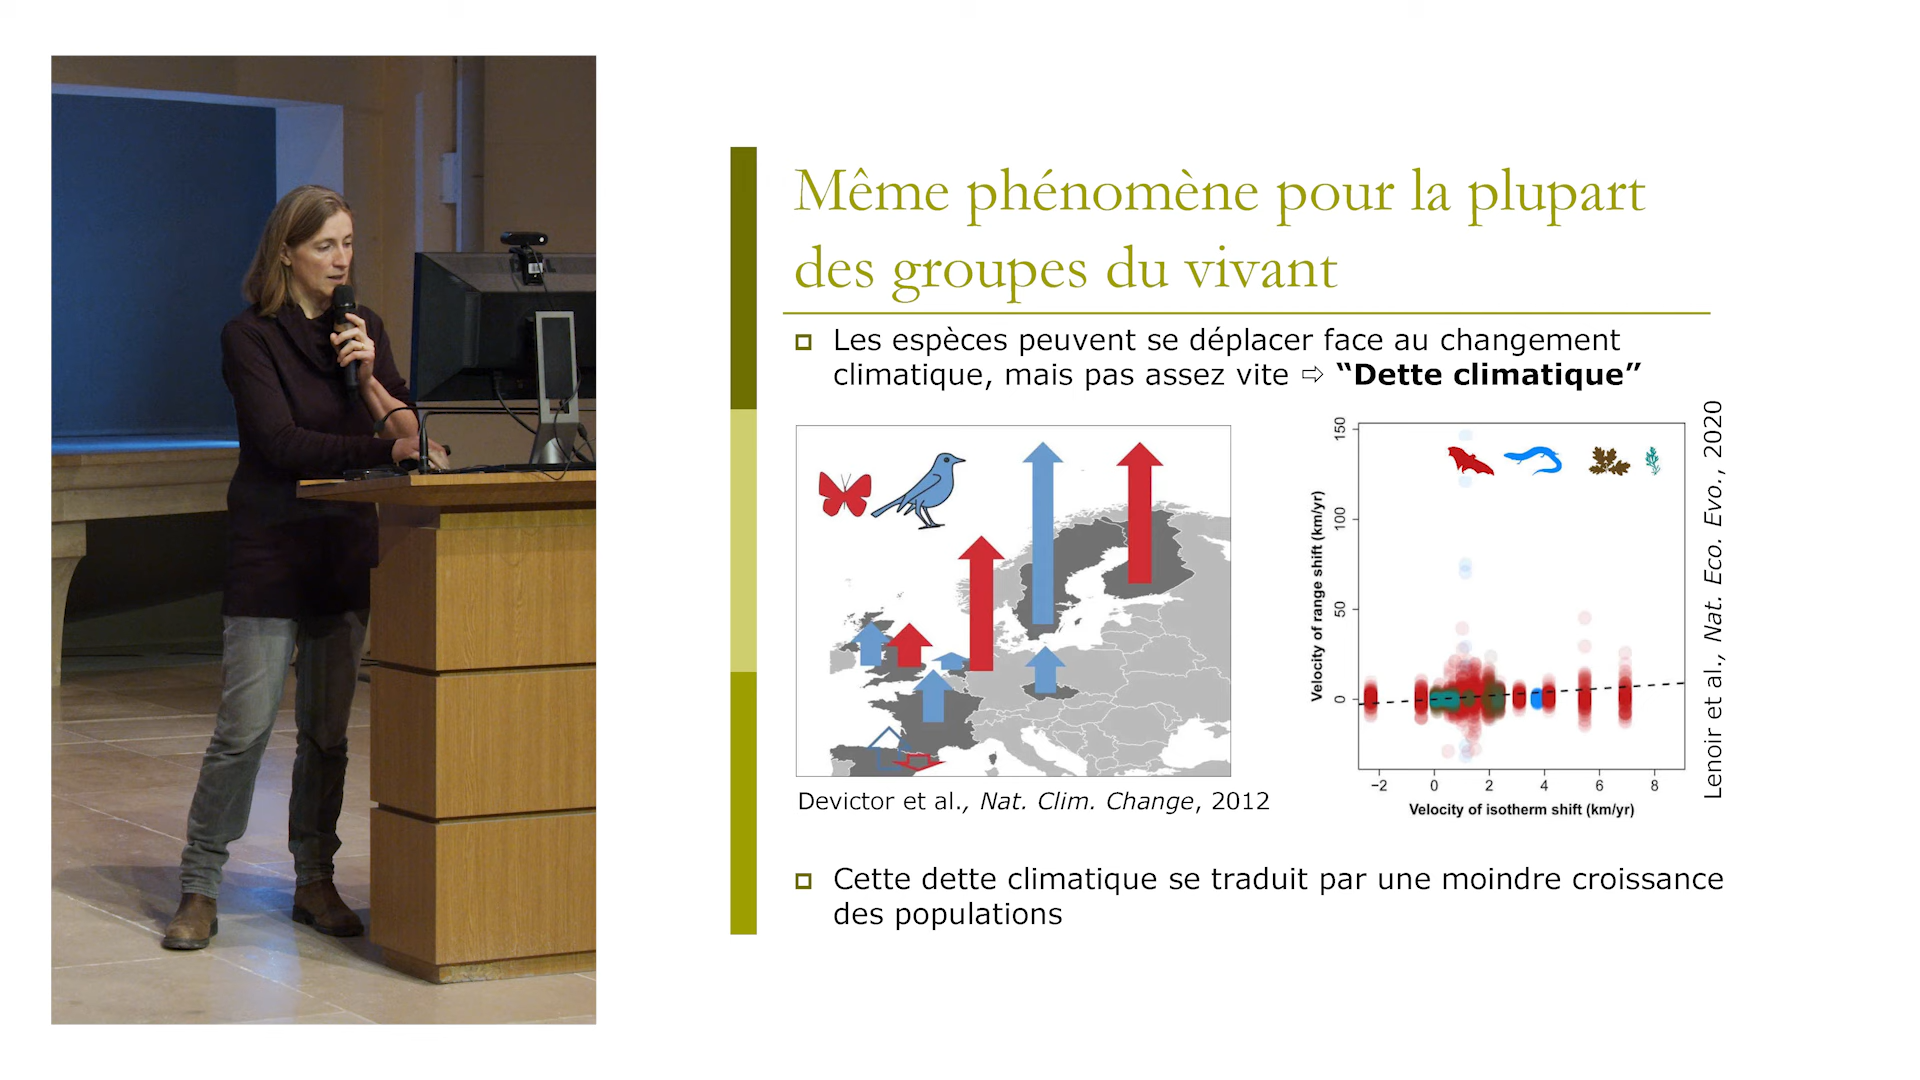 Même phénomène pour la plupart
des groupes du vivant
Les espèces peuvent se déplacer face au changement
climatique, mais pas assez vite ⇨ “Dette climatique”
Devictor et al., Nat. Clim. Change, 2012
150
100
50
0
Velocity of range shift (km/yr)
−2 0 2 4 6 8
Velocity of isotherm shift (km/yr)
Lenoir et al., Nat. Eco. Evo., 2020
Cette dette climatique se traduit par une moindre croissance
des populations